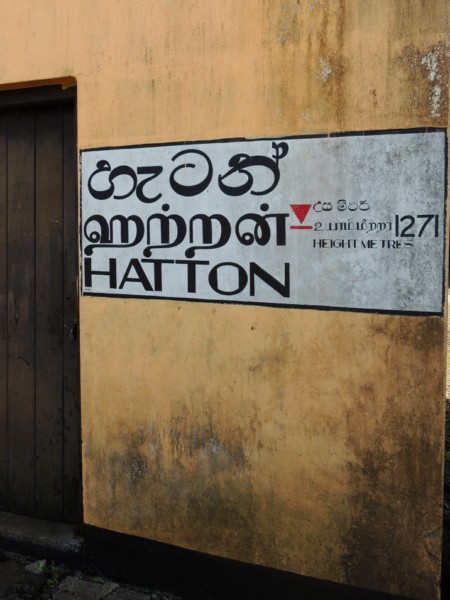 හැටන්
ஹற்றன்
HATTON
උස මීටර්
உயரம் மீற்றர்
HEIGHT METRES
1271